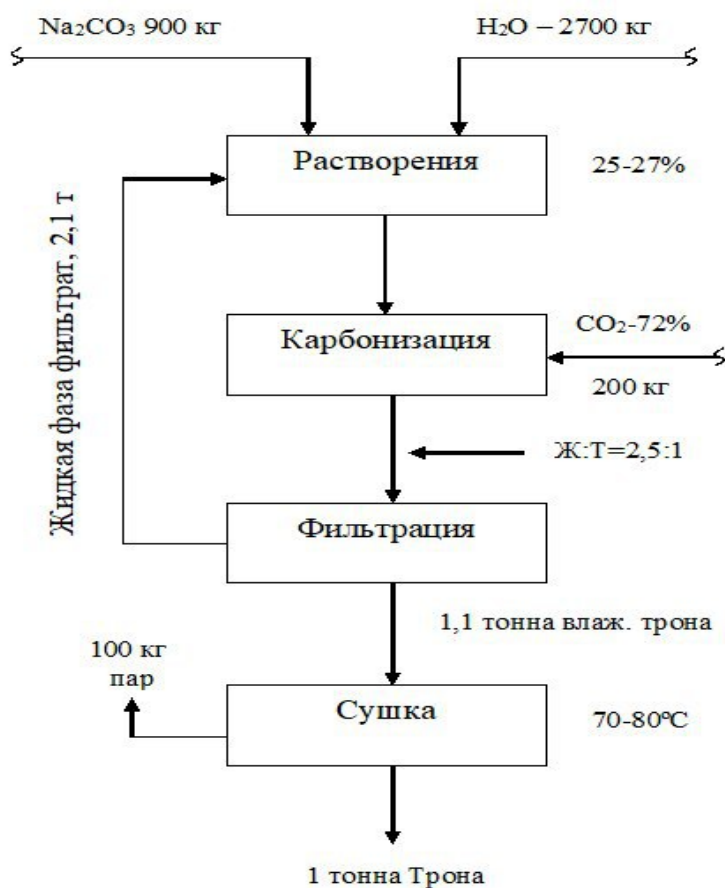 Na₂CO₃ 900 кг
H₂O – 2700 кг
Растворения
25-27%
Жидкая фаза фильтрат, 2,1 т
Карбонизация
CO₂-72%
200 кг
Ж:Т=2,5:1
Фильтрация
1,1 тонна влаж. трона
100 кг
пар
Сушка
70-80ºС
1 тонна Трона